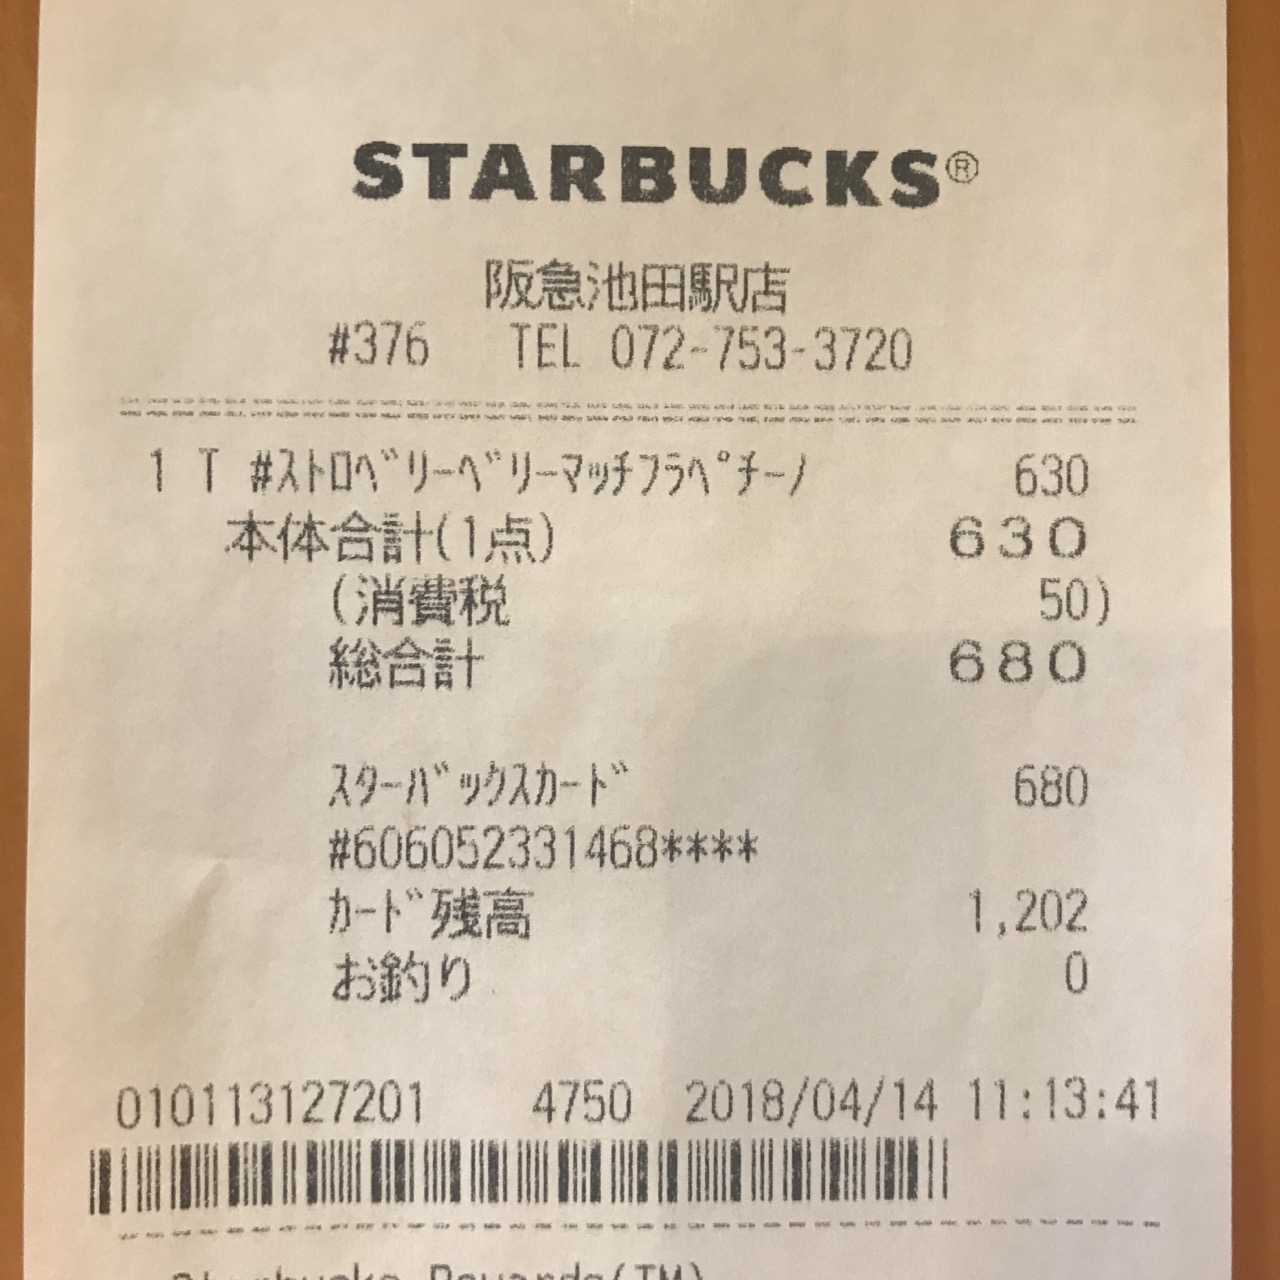 STARBUCKS®
阪急池田駅店
#376 TEL 072-753-3720
1 T #ｽﾄﾛﾍﾞﾘｰﾍﾞﾘｰﾏｯﾁﾌﾗﾍﾟﾁｰﾉ 630
本体合計(1点) 630
(消費税 50)
総合計 680
ｽﾀｰﾊﾞｯｸｽｶｰﾄﾞ 680
#606052331468****
ｶｰﾄﾞ残高 1,202
お釣り 0
010113127201 4750 2018/04/14 11:13:41
Starbucks Rewards(TM)